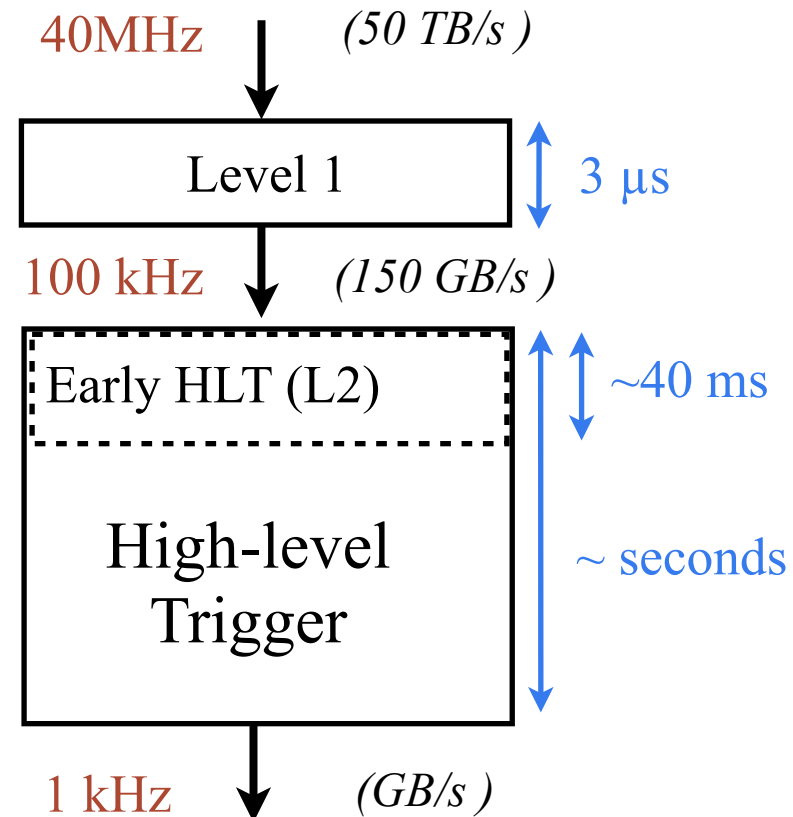 40MHz (50 TB/s )
Level 1
3 µs
100 kHz (150 GB/s )
Early HLT (L2)
~40 ms
High-level
Trigger
~ seconds
1 kHz (GB/s )